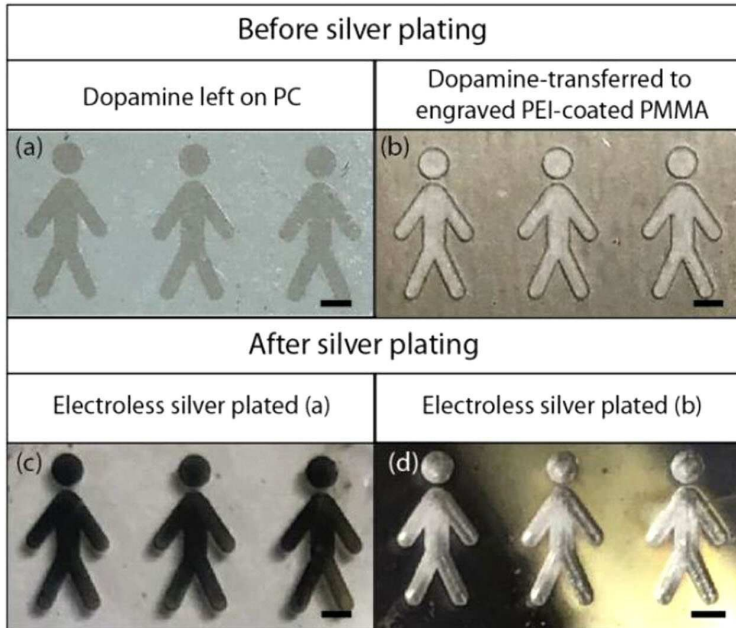 Before silver plating
Dopamine left on PC
Dopamine-transferred to
engraved PEI-coated PMMA
(a)
(b)
After silver plating
Electroless silver plated (a)
Electroless silver plated (b)
(c)
(d)